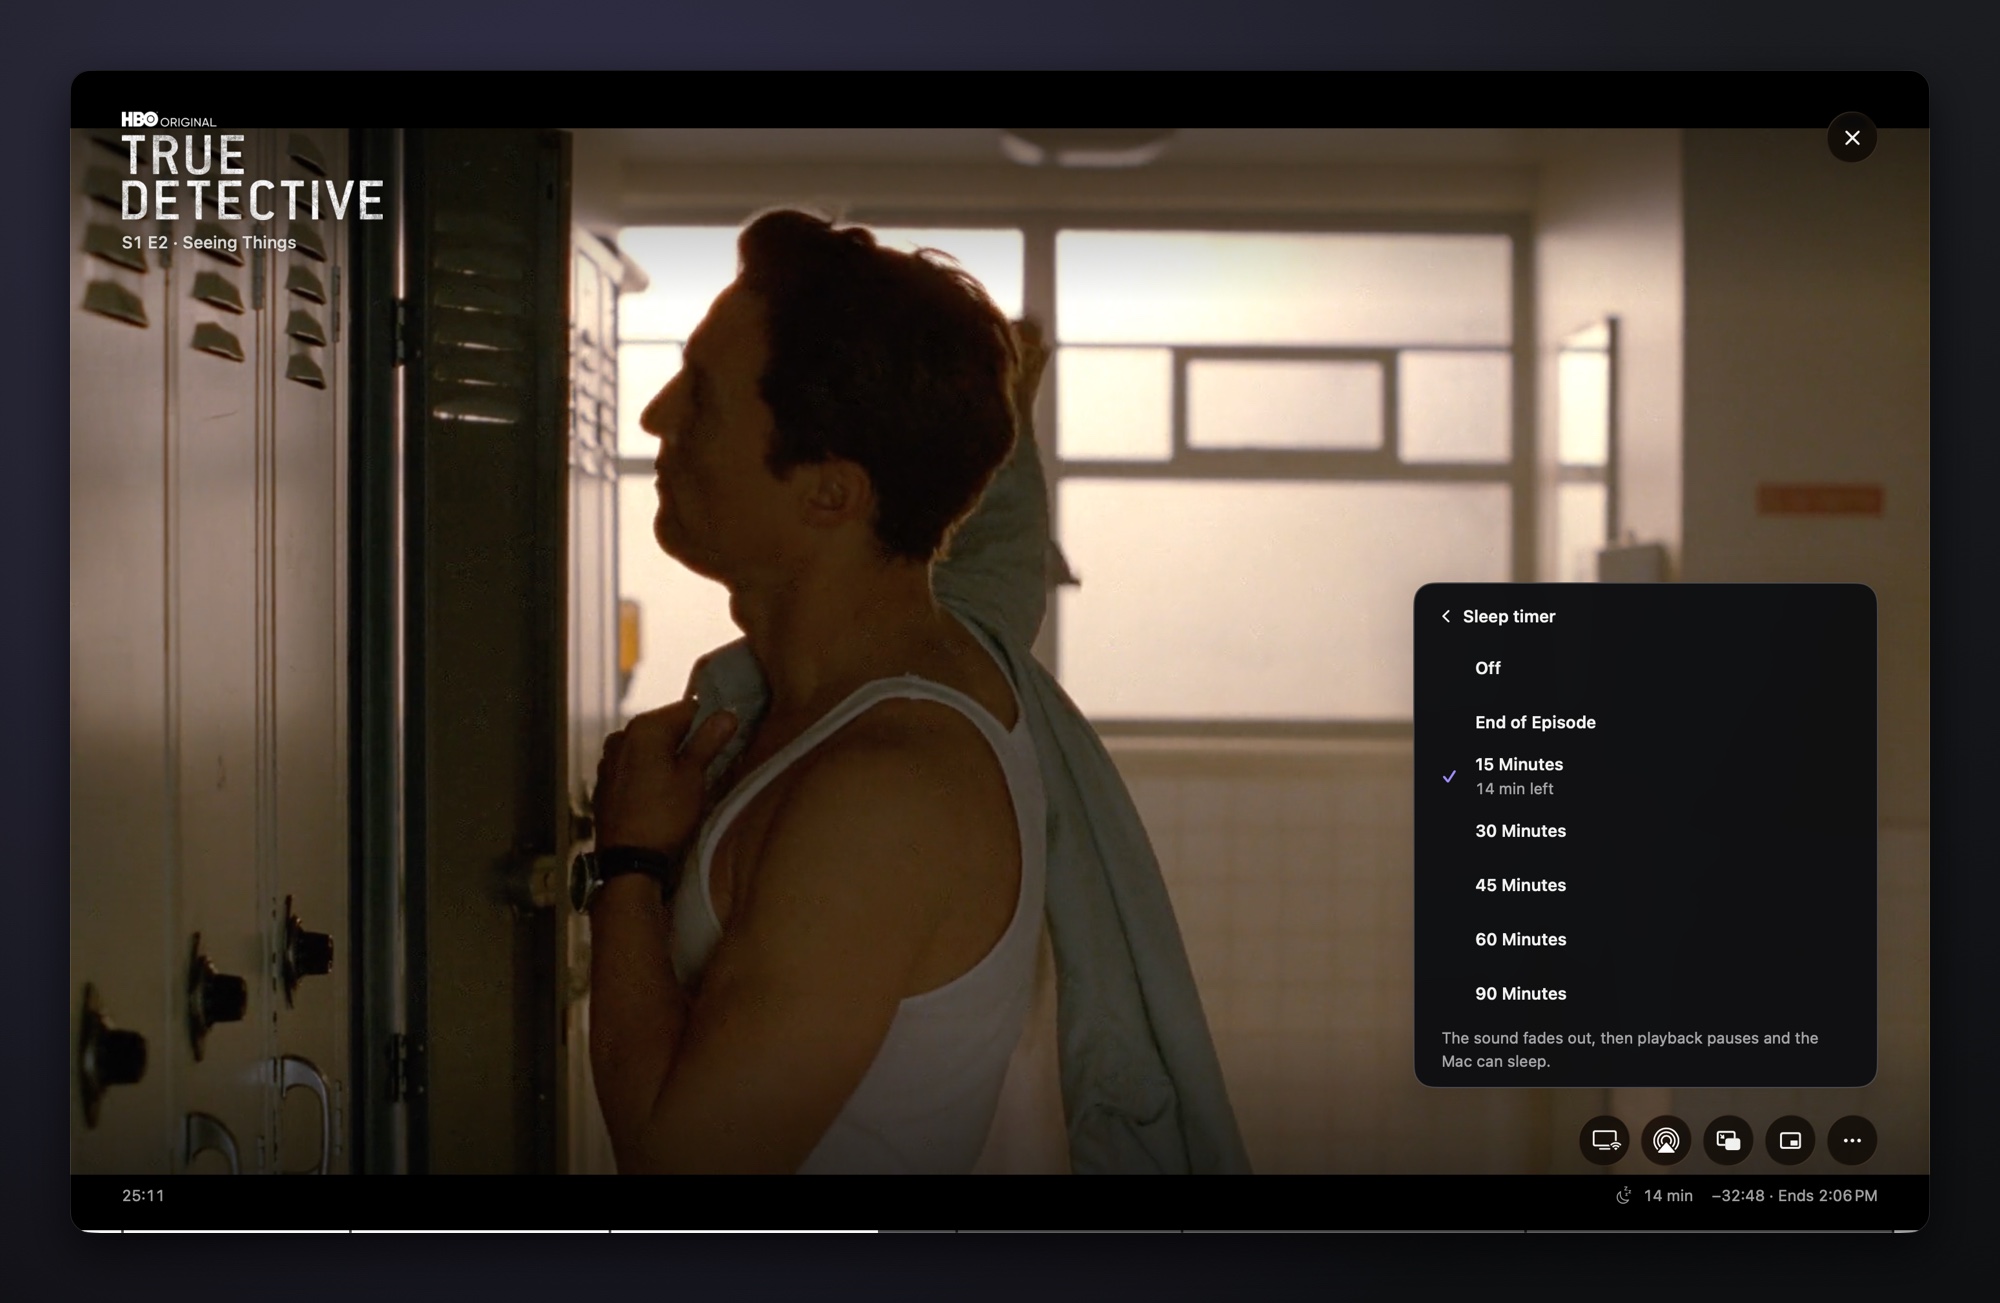 HBO ORIGINAL
TRUE
DETECTIVE
S1 E2 · Seeing Things
Sleep timer
Off
End of Episode
15 Minutes
14 min left
30 Minutes
45 Minutes
60 Minutes
90 Minutes
The sound fades out, then playback pauses and the
Mac can sleep.
25:11
14 min
−32:48 · Ends 2:06 PM